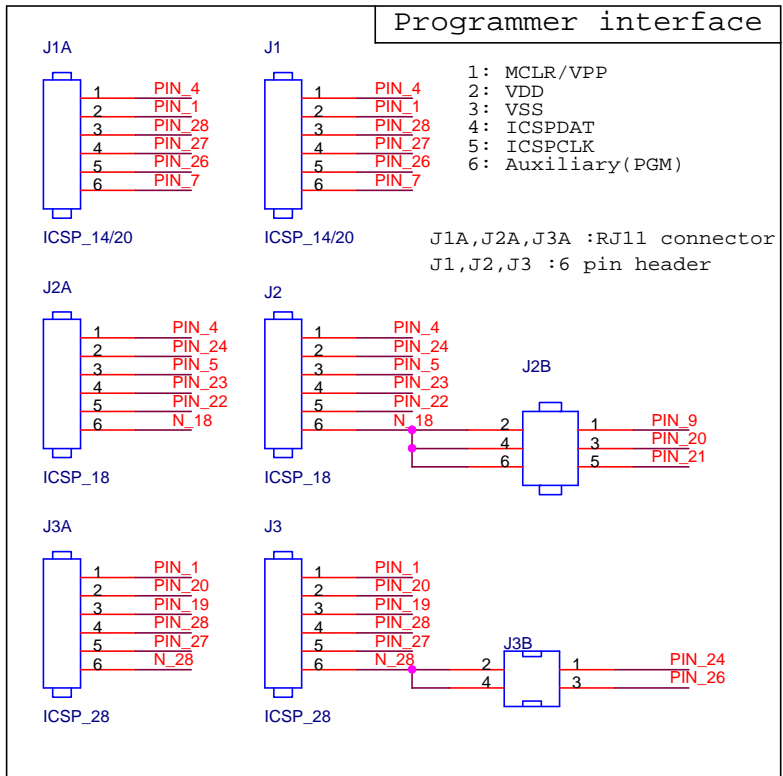 Programmer interface
J1A
1 PIN_4
2 PIN_1
3 PIN_28
4 PIN_27
5 PIN_26
6 PIN_7
ICSP_14/20
J1
1 PIN_4
2 PIN_1
3 PIN_28
4 PIN_27
5 PIN_26
6 PIN_7
ICSP_14/20
1: MCLR/VPP
2: VDD
3: VSS
4: ICSPDAT
5: ICSPCLK
6: Auxiliary(PGM)
J1A,J2A,J3A :RJ11 connector
J1,J2,J3 :6 pin header
J2A
1 PIN_4
2 PIN_24
3 PIN_5
4 PIN_23
5 PIN_22
6 N_18
ICSP_18
J2
1 PIN_4
2 PIN_24
3 PIN_5
4 PIN_23
5 PIN_22
6 N_18
ICSP_18
J2B
2 1 PIN_9
4 3 PIN_20
6 5 PIN_21
J3A
1 PIN_1
2 PIN_20
3 PIN_19
4 PIN_28
5 PIN_27
6 N_28
ICSP_28
J3
1 PIN_1
2 PIN_20
3 PIN_19
4 PIN_28
5 PIN_27
6 N_28
ICSP_28
J3B
2 1 PIN_24
4 3 PIN_26